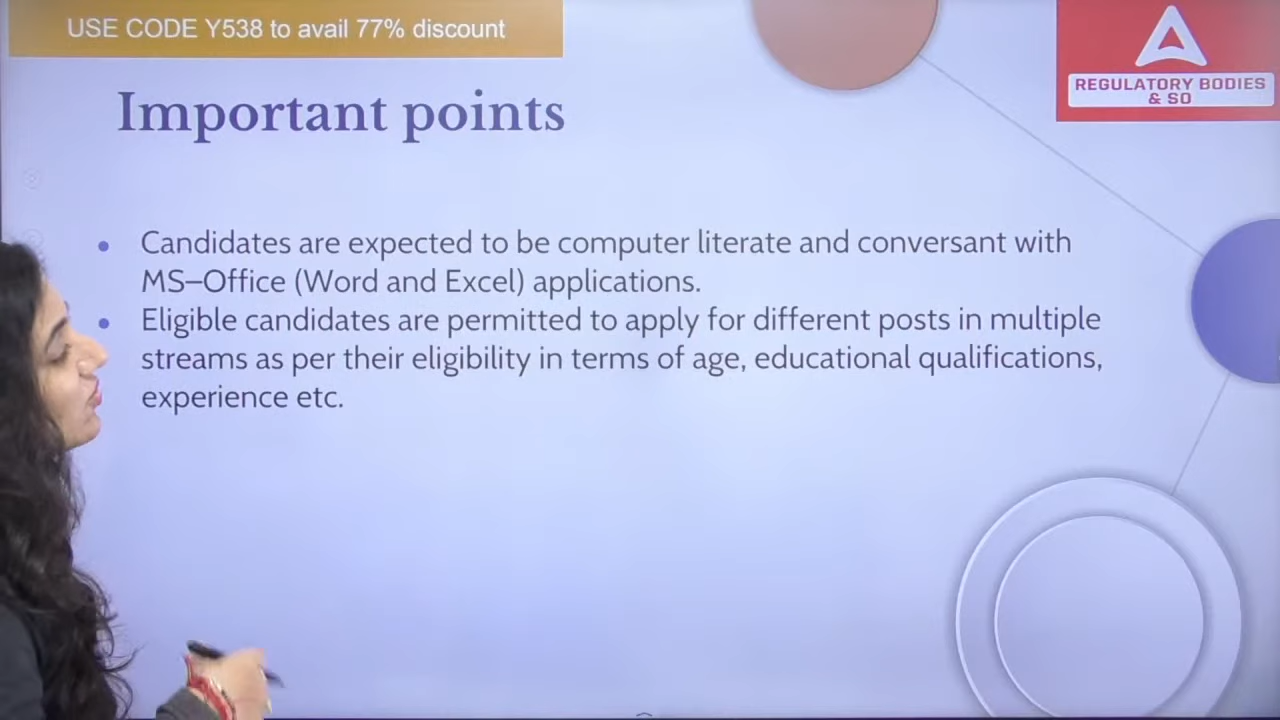 USE CODE Y538 to avail 77% discount
REGULATORY BODIES
& SO
Important points
• Candidates are expected to be computer literate and conversant with
MS–Office (Word and Excel) applications.
• Eligible candidates are permitted to apply for different posts in multiple
streams as per their eligibility in terms of age, educational qualifications,
experience etc.